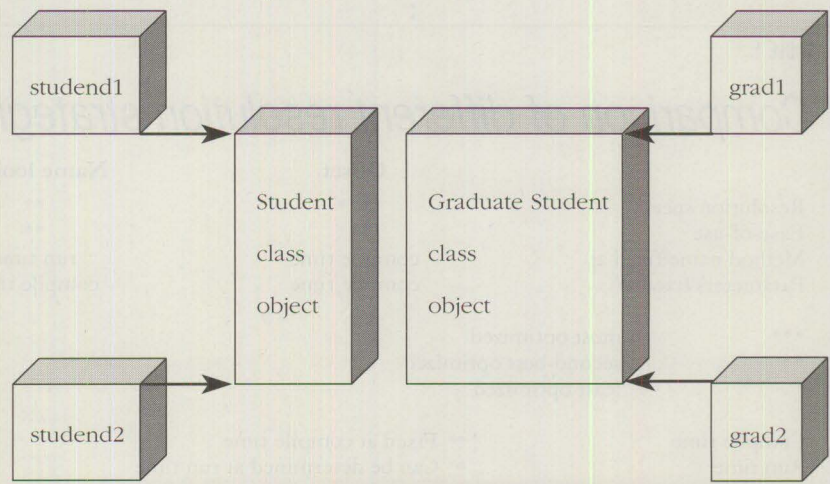 studend1
grad1
Student
class
object
Graduate Student
class
object
studend2
grad2